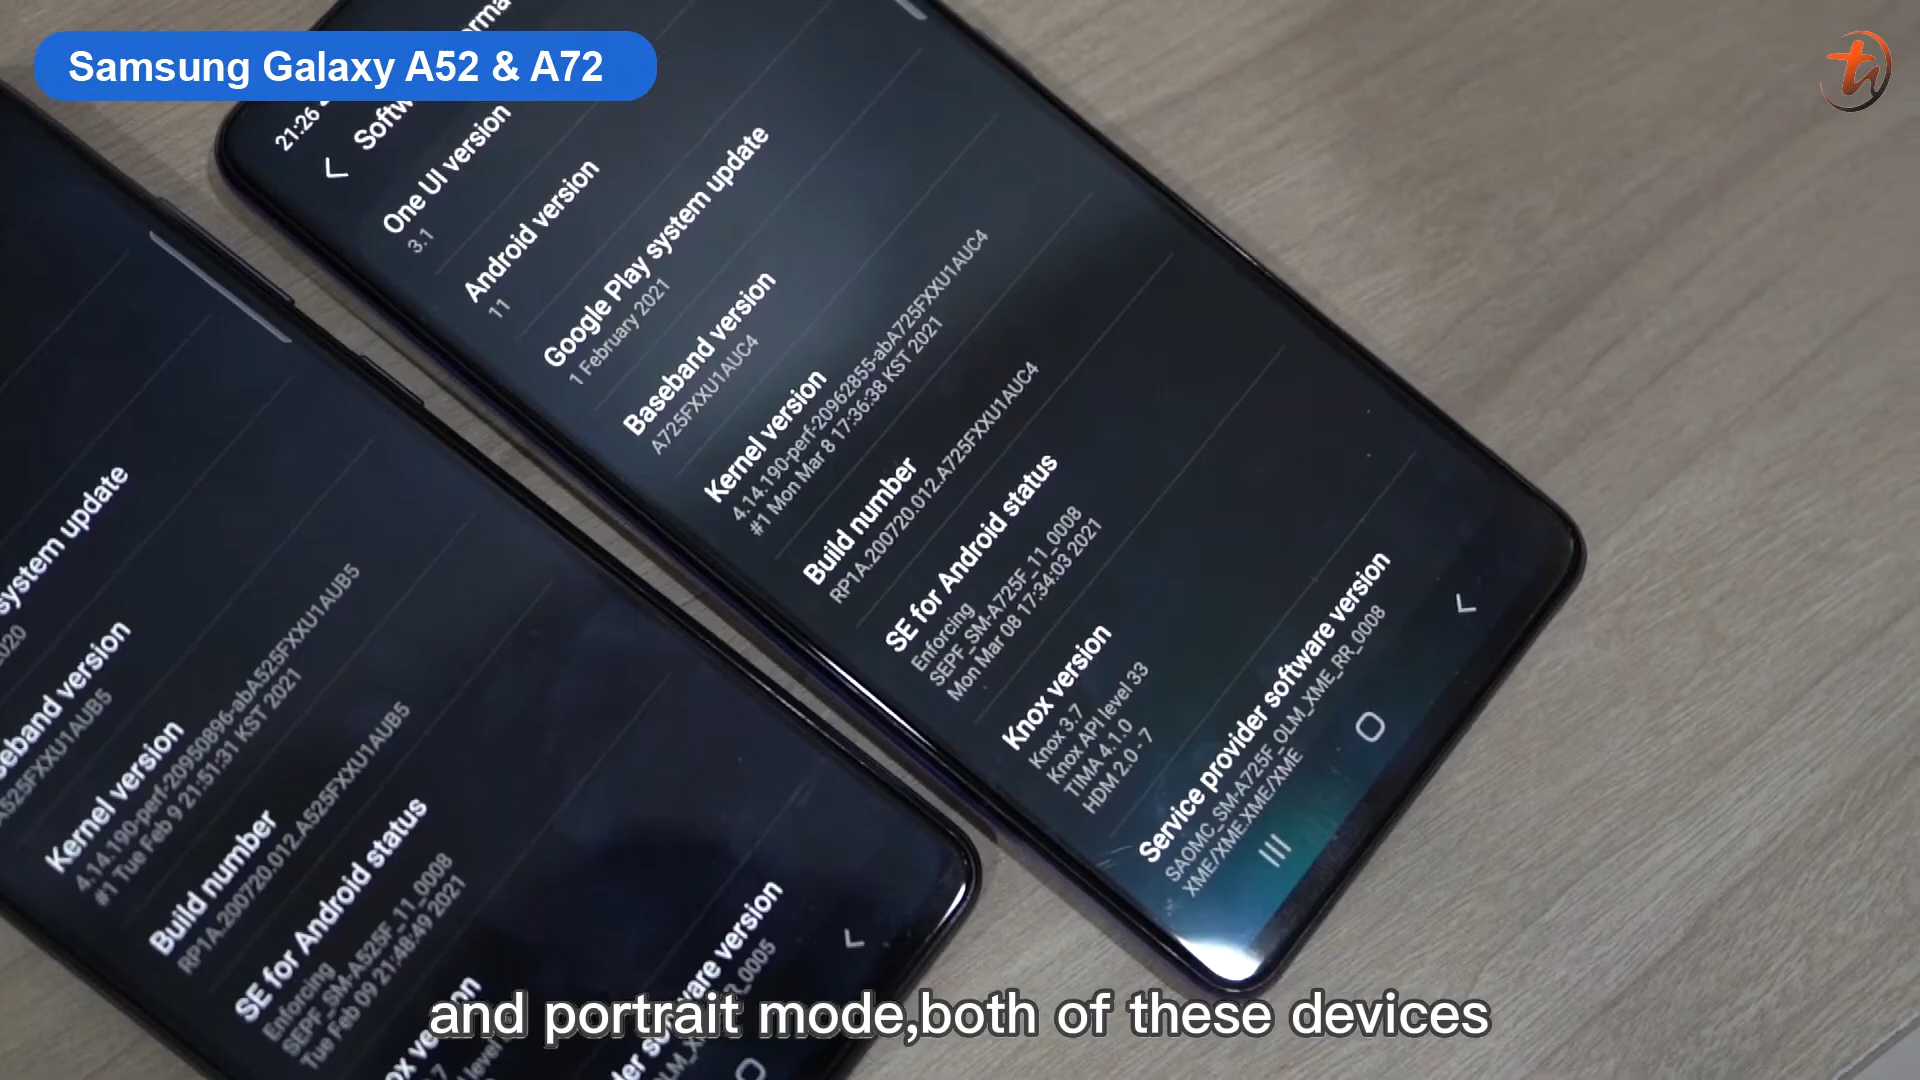 Samsung Galaxy A52 & A72
21:26
One UI version
3.1
Android version
11
Google Play system update
1 February 2021
Baseband version
A725FXXU1AUC4
Kernel version
4.14.190-perf-20962855-abA725FXXU1AUC4
#1 Mon Mar 8 17:36:38 KST 2021
Build number
RP1A.200720.012.A725FXXU1AUC4
SE for Android status
Enforcing
SEPF_SM-A725F_11_0008
Mon Mar 08 17:34:03 2021
Knox version
Knox 3.7
Knox API level 33
TIMA 4.1.0
HDM 2.0 - 7
Service provider software version
SAOMC_SM-A725F_OLM_XME_RR_0008
XME/XME,XME/XME
system update
2020
seband version
A525FXXU1AUB5
Kernel version
4.14.190-perf-20950896-abA525FXXU1AUB5
#1 Tue Feb 9 21:51:31 KST 2021
Build number
RP1A.200720.012.A525FXXU1AUB5
SE for Android status
Enforcing
SEPF_SM-A525F_11_0008
Tue Feb 09 21:48:49 2021
and portrait mode,both of these devices